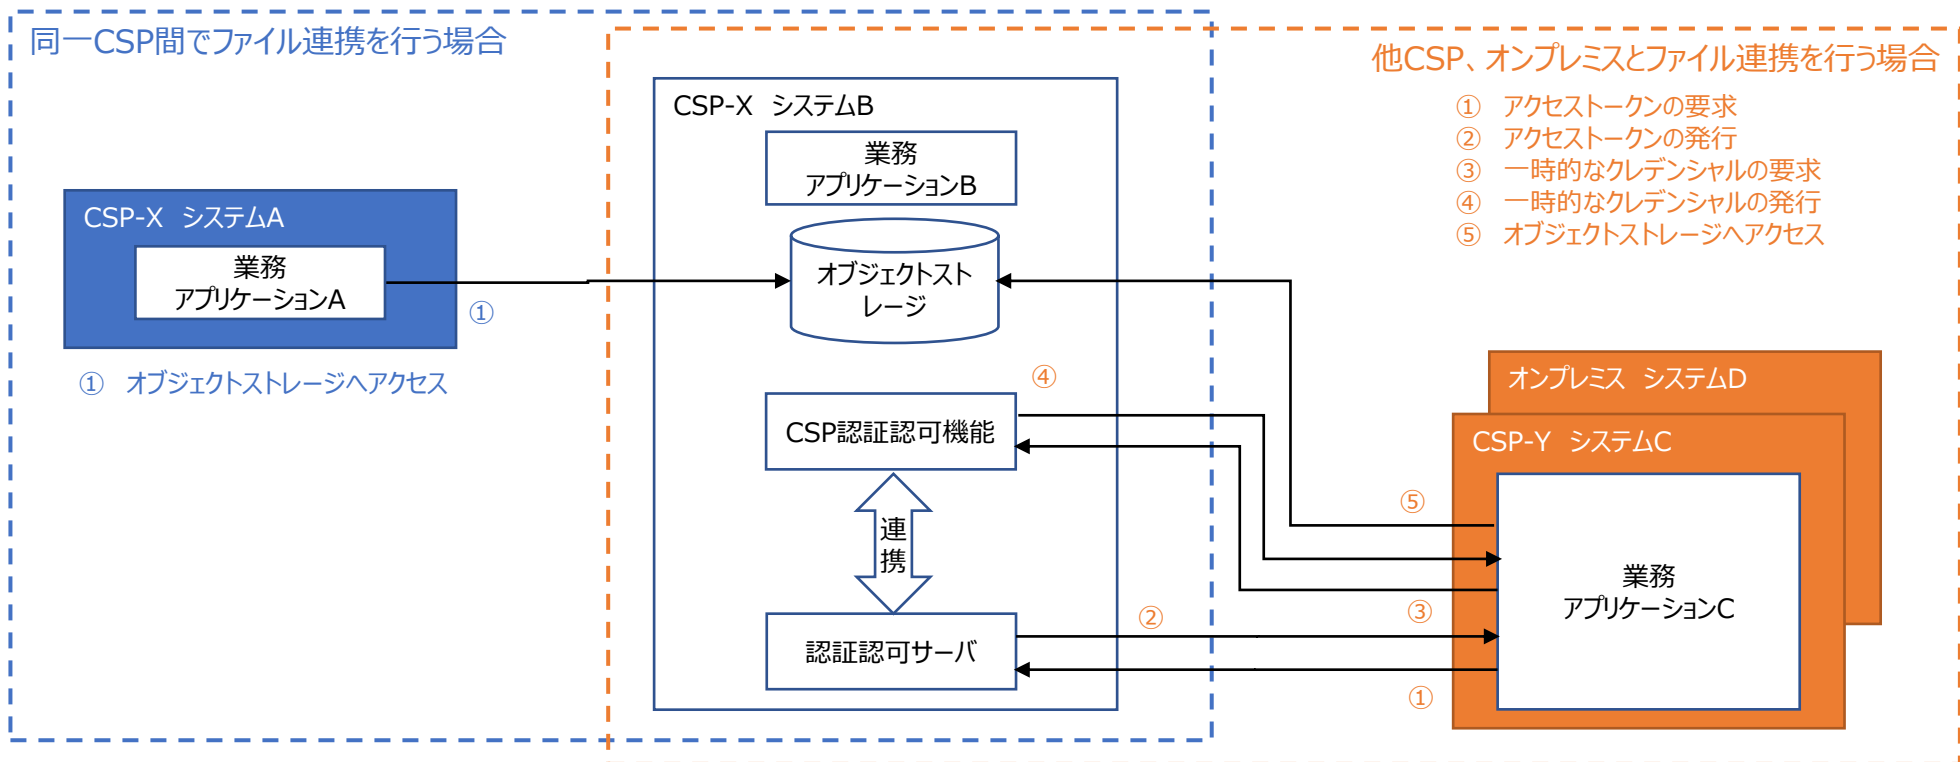 同一CSP間でファイル連携を行う場合
他CSP、オンプレミスとファイル連携を行う場合
① アクセストークンの要求
② アクセストークンの発行
③ 一時的なクレデンシャルの要求
④ 一時的なクレデンシャルの発行
⑤ オブジェクトストレージへアクセス
CSP-X システムB
業務
アプリケーションB
CSP-X システムA
業務
アプリケーションA
①
① オブジェクトストレージへアクセス
オブジェクトスト
レージ
④
CSP認証認可機能
連
携
認証認可サーバ
オンプレミス システムD
CSP-Y システムC
⑤
業務
アプリケーションC
②
③
①